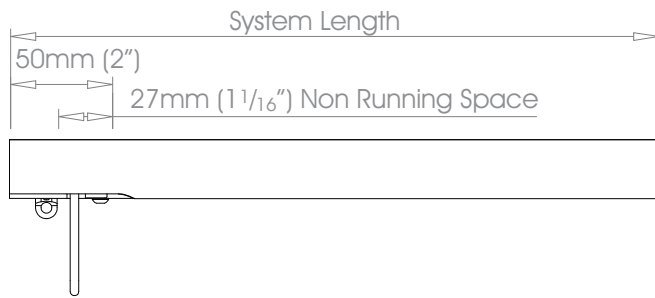 System Length
50mm (2”)
27mm (1 1/16”) Non Running Space